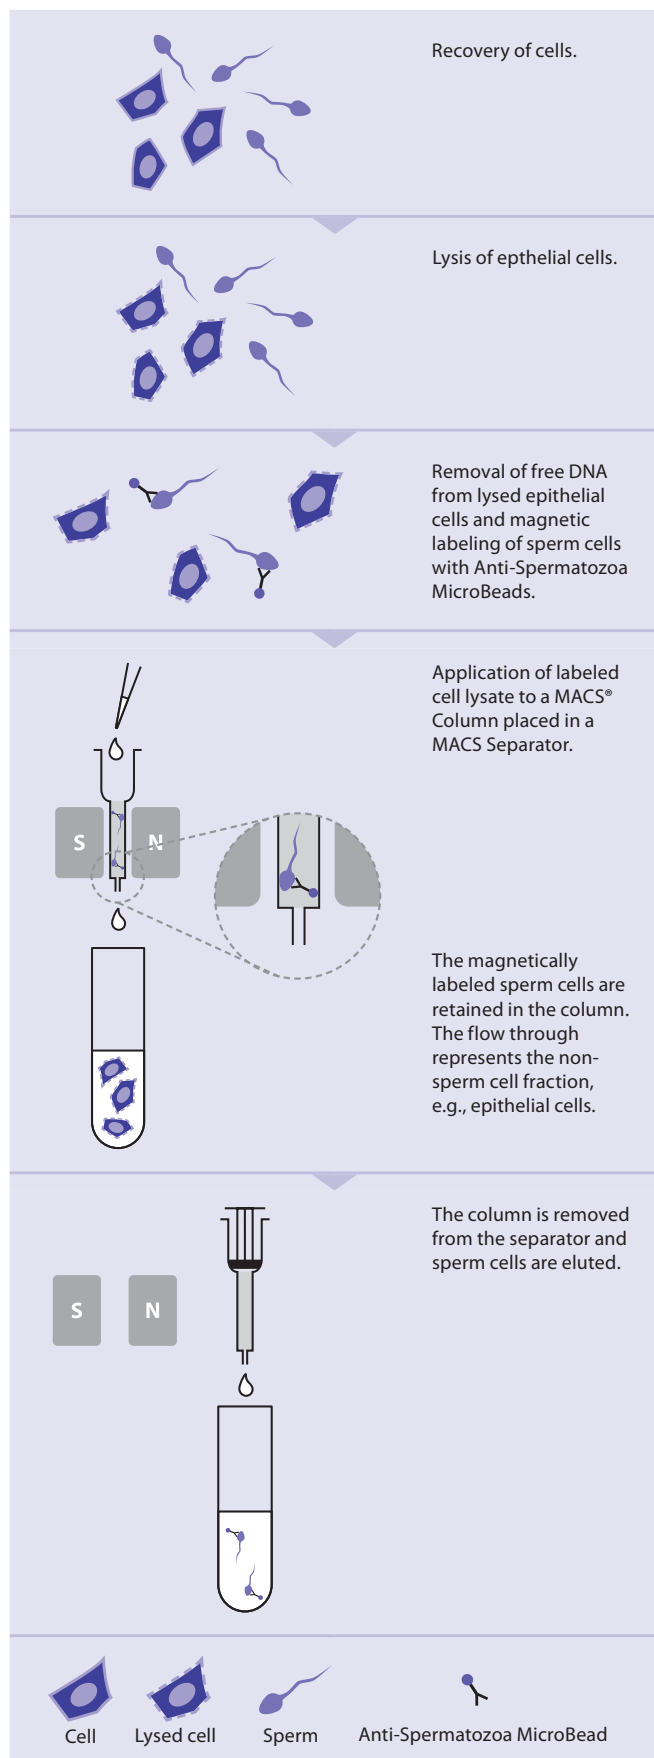 Recovery of cells.
Lysis of epthelial cells.
Removal of free DNA
from lysed epithelial
cells and magnetic
labeling of sperm cells
with Anti-Spermatozoa
MicroBeads.
Application of labeled
cell lysate to a MACS®
Column placed in a
MACS Separator.
S N
The magnetically
labeled sperm cells are
retained in the column.
The flow through
represents the non-
sperm cell fraction,
e.g., epithelial cells.
The column is removed
from the separator and
sperm cells are eluted.
S N
Cell Lysed cell Sperm Anti-Spermatozoa MicroBead